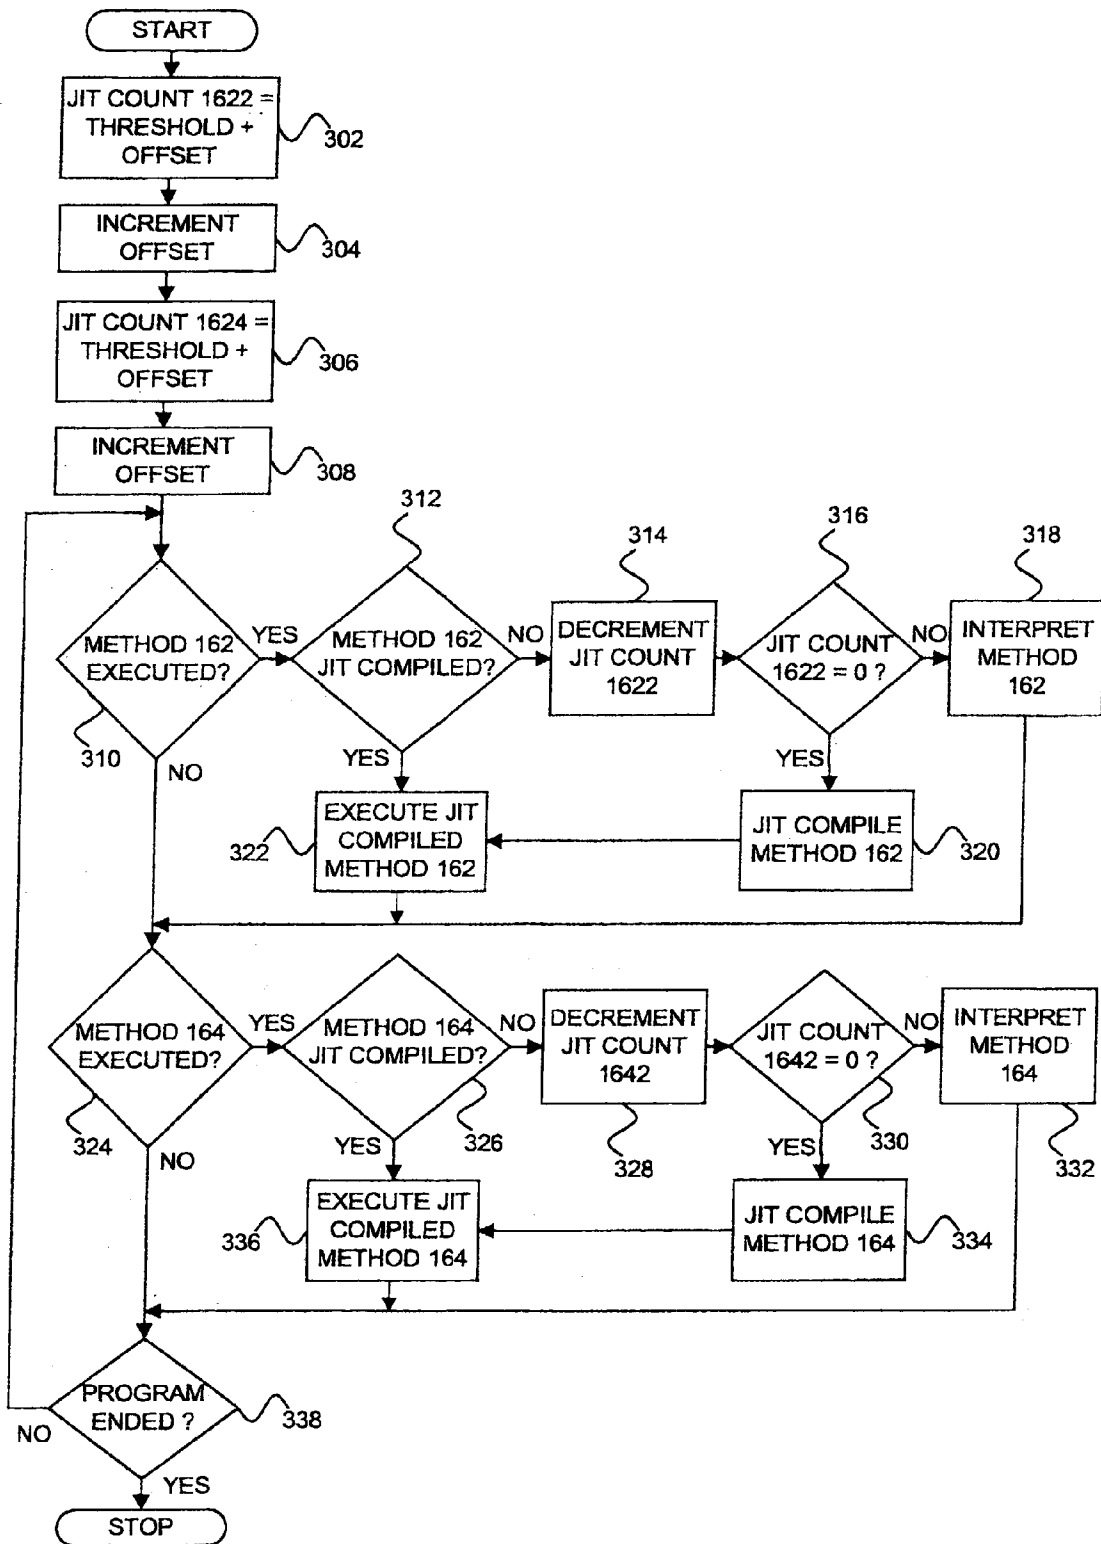 START
JIT COUNT 1622 =
THRESHOLD +
OFFSET
302
INCREMENT
OFFSET
304
JIT COUNT 1624 =
THRESHOLD +
OFFSET
306
INCREMENT
OFFSET
308
METHOD 162
EXECUTED?
310
YES
NO
312
METHOD 162
JIT COMPILED?
NO
YES
314
DECREMENT
JIT COUNT
1622
316
JIT COUNT
1622 = 0 ?
NO
YES
318
INTERPRET
METHOD
162
EXECUTE JIT
COMPILED
METHOD 162
322
JIT COMPILE
METHOD 162
320
METHOD 164
EXECUTED?
324
YES
NO
METHOD 164
JIT COMPILED?
326
NO
YES
DECREMENT
JIT COUNT
1642
328
JIT COUNT
1642 = 0 ?
330
NO
YES
INTERPRET
METHOD
164
332
EXECUTE JIT
COMPILED
METHOD 164
336
JIT COMPILE
METHOD 164
334
PROGRAM
ENDED ?
338
NO
YES
STOP